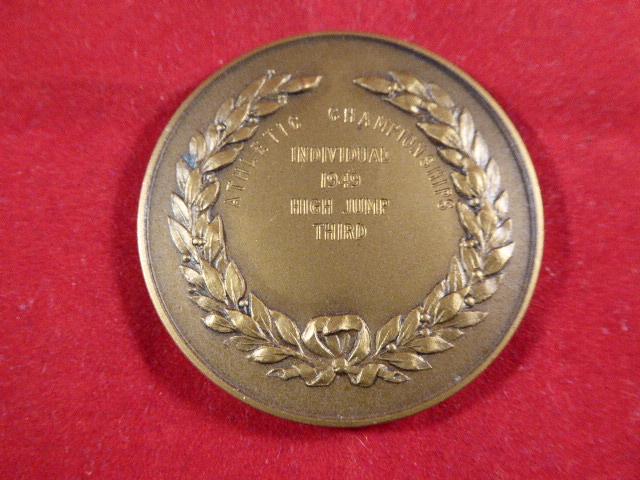 ATHLETIC CHAMPIONSHIPS
INDIVIDUAL
1949
HIGH JUMP
THIRD